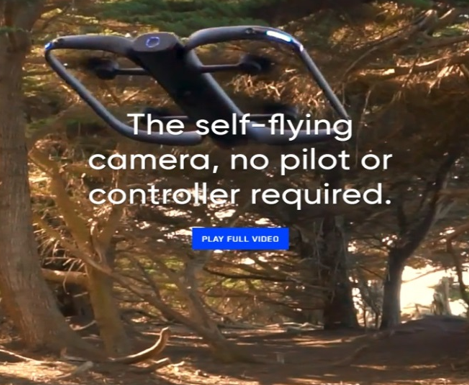 The self-flying
camera, no pilot or
controller required.
PLAY FULL VIDEO